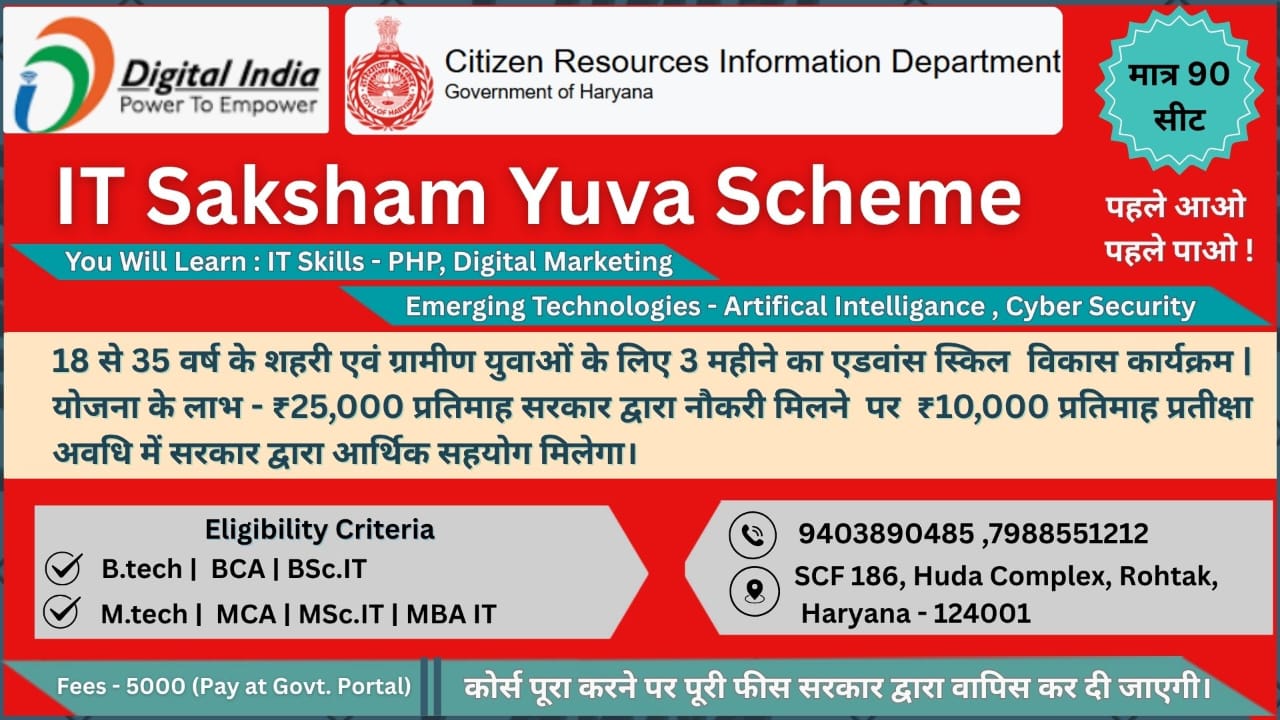 Digital India
Power To Empower
Citizen Resources Information Department
Government of Haryana
मात्र 90
सीट
IT Saksham Yuva Scheme
पहले आओ
पहले पाओ !
You Will Learn : IT Skills - PHP, Digital Marketing
Emerging Technologies - Artifical Intelligance , Cyber Security
18 से 35 वर्ष के शहरी एवं ग्रामीण युवाओं के लिए 3 महीने का एडवांस स्किल विकास कार्यक्रम |
योजना के लाभ - ₹25,000 प्रतिमाह सरकार द्वारा नौकरी मिलने पर ₹10,000 प्रतिमाह प्रतीक्षा
अवधि में सरकार द्वारा आर्थिक सहयोग मिलेगा।
Eligibility Criteria
B.tech | BCA | BSc.IT
M.tech | MCA | MSc.IT | MBA IT
9403890485 ,7988551212
SCF 186, Huda Complex, Rohtak,
Haryana - 124001
Fees - 5000 (Pay at Govt. Portal)
कोर्स पूरा करने पर पूरी फीस सरकार द्वारा वापिस कर दी जाएगी।